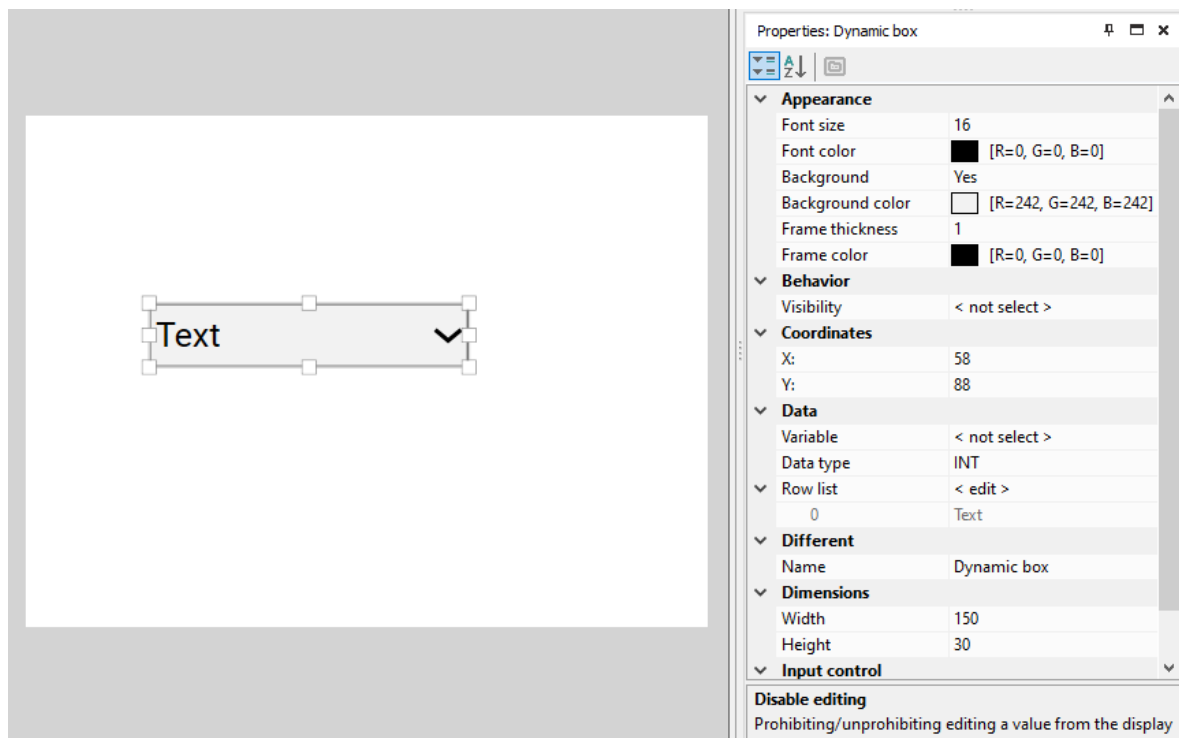 Text
Properties: Dynamic box
Appearance
Font size 16
Font color [R=0, G=0, B=0]
Background Yes
Background color [R=242, G=242, B=242]
Frame thickness 1
Frame color [R=0, G=0, B=0]
Behavior
Visibility < not select >
Coordinates
X: 58
Y: 88
Data
Variable < not select >
Data type INT
Row list < edit >
0 Text
Different
Name Dynamic box
Dimensions
Width 150
Height 30
Input control
Disable editing
Prohibiting/unprohibiting editing a value from the display